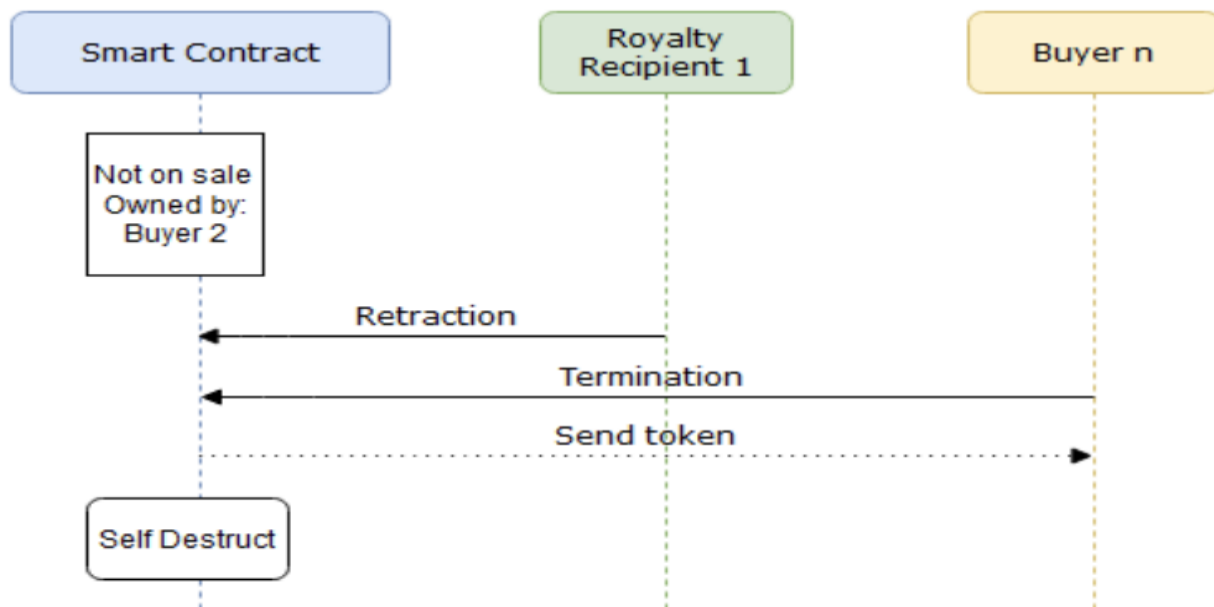 Smart Contract
Royalty
Recipient 1
Buyer n
Not on sale
Owned by:
Buyer 2
Retraction
Termination
Send token
Self Destruct